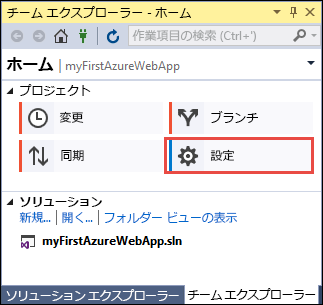 チーム エクスプローラー - ホーム
作業項目の検索 (Ctrl+')
ホーム | myFirstAzureWebApp
プロジェクト
変更
ブランチ
同期
設定
ソリューション
新規... | 開く... | フォルダー ビューの表示
myFirstAzureWebApp.sln
ソリューション エクスプローラー チーム エクスプローラー